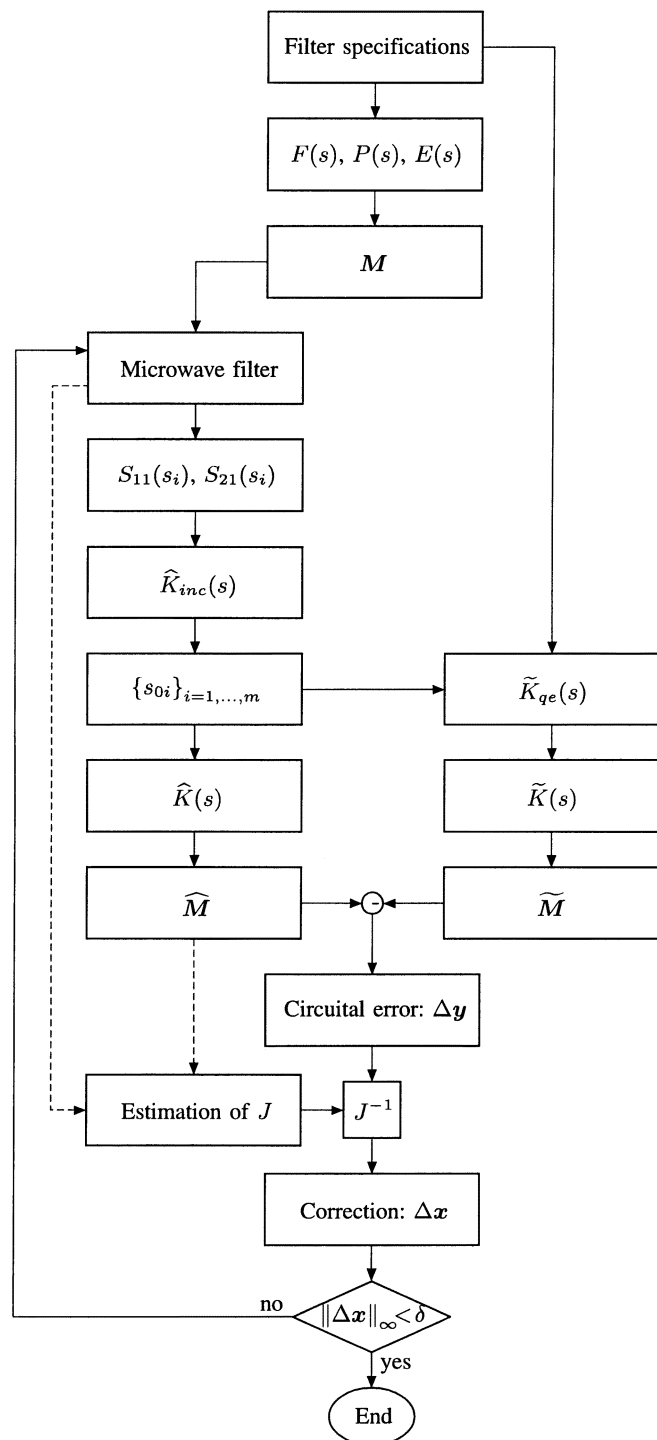 Filter specifications
F(s), P(s), E(s)
M
Microwave filter
S₁₁(sᵢ), S₂₁(sᵢ)
K̂_{inc}(s)
{s₀ᵢ}_{i=1,...,m}
K̃_{qe}(s)
K̂(s)
K̃(s)
M̂
-
M̃
Circuital error: Δy
Estimation of J
J⁻¹
Correction: Δx
no
‖Δx‖_∞<δ
yes
End